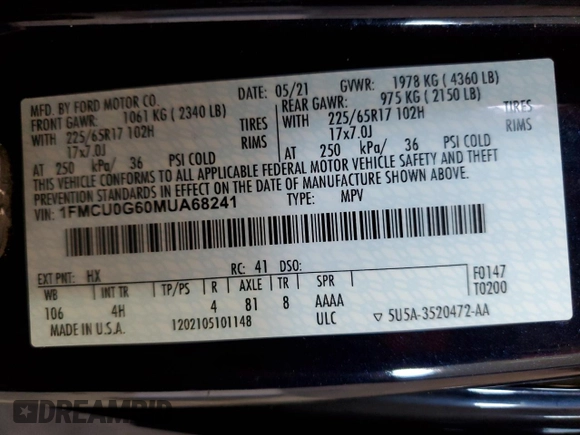 MFD. BY FORD MOTOR CO.
DATE: 05/21 GVWR: 1978 KG ( 4360 LB)
FRONT GAWR: 1061 KG ( 2340 LB) REAR GAWR: 975 KG ( 2150 LB)
WITH 225/65R17 102H TIRES WITH 225/65R17 102H TIRES
17x7.0J RIMS 17x7.0J RIMS
AT 250 kPa/ 36 PSI COLD AT 250 kPa/ 36 PSI COLD
THIS VEHICLE CONFORMS TO ALL APPLICABLE FEDERAL MOTOR VEHICLE SAFETY AND THEFT
PREVENTION STANDARDS IN EFFECT ON THE DATE OF MANUFACTURE SHOWN ABOVE.
VIN: 1FMCU0G60MUA68241 TYPE: MPV
EXT PNT: HX RC: 41 DSO: F0147
WB INT TR TP/PS R AXLE TR SPR T0200
106 4H 4 81 8 AAAA
MADE IN U.S.A. 1202105101148 ULC ▽ 5U5A-3520472-AA
DREAMBID